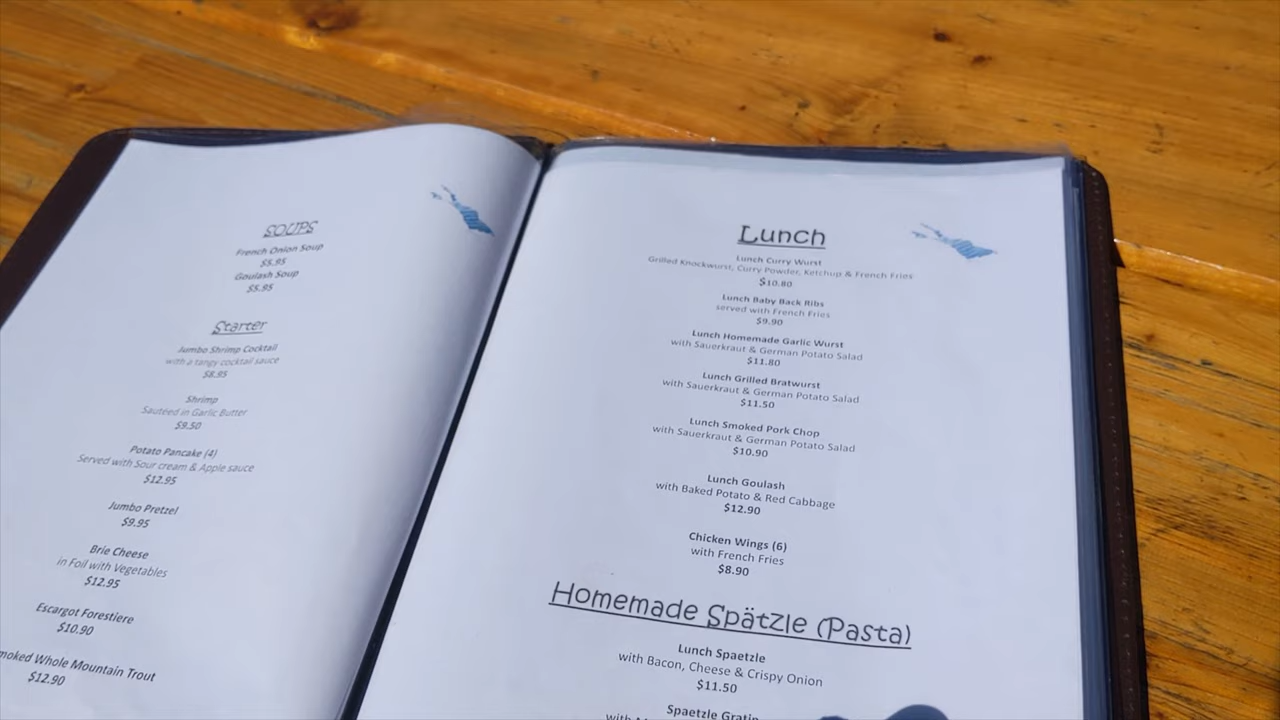 SOUPS
French Onion Soup
$5.95
Goulash Soup
$5.95
Starter
Jumbo Shrimp Cocktail
with a tangy cocktail sauce
$8.95
Shrimp
Sautéed in Garlic Butter
$9.50
Potato Pancake (4)
Served with Sour cream & Apple sauce
$12.95
Jumbo Pretzel
$9.95
Brie Cheese
in Foil with Vegetables
$12.95
Escargot Forestiere
$10.90
moked Whole Mountain Trout
$12.90
Lunch
Lunch Curry Wurst
Grilled Knockwurst, Curry Powder, Ketchup & French Fries
$10.80
Lunch Baby Back Ribs
served with French Fries
$9.90
Lunch Homemade Garlic Wurst
with Sauerkraut & German Potato Salad
$11.80
Lunch Grilled Bratwurst
with Sauerkraut & German Potato Salad
$11.50
Lunch Smoked Pork Chop
with Sauerkraut & German Potato Salad
$10.90
Lunch Goulash
with Baked Potato & Red Cabbage
$12.90
Chicken Wings (6)
with French Fries
$8.90
Homemade Spätzle (Pasta)
Lunch Spaetzle
with Bacon, Cheese & Crispy Onion
$11.50
Spaetzle Gratin
with